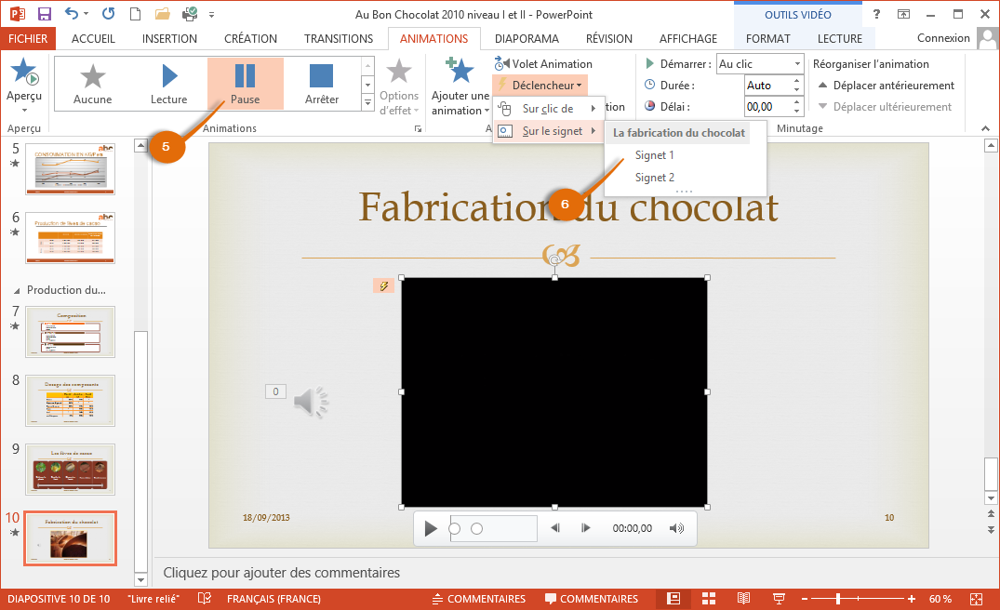 Au Bon Chocolat 2010 niveau I et II - PowerPoint
OUTILS VIDÉO
?
FICHIER ACCUEIL INSERTION CRÉATION TRANSITIONS ANIMATIONS DIAPORAMA RÉVISION AFFICHAGE FORMAT LECTURE Connexion
Aperçu
Aucune
Lecture
Pause
Arrêter
Options
d'effet
Ajouter une
animation
Volet Animation
Déclencheur
Démarrer : Au clic
Durée : Auto
Délai : 00,00
Réorganiser l'animation
Déplacer antérieurement
Déplacer ultérieurement
Aperçu
Animations
Minutage
Sur clic de
Sur le signet
La fabrication du chocolat
Signet 1
Signet 2
5
6
5
CONSOMMATION EN KG/PERS
abc
6
Production de fèves de cacao
abc
Production du...
7
Composition
8
Dosage des composants
9
Les fèves de cacao
10
Fabrication du chocolat
Fabrication du chocolat
0
18/09/2013
10
00:00,00
Cliquez pour ajouter des commentaires
DIAPOSITIVE 10 DE 10 "Livre relié" FRANÇAIS (FRANCE) COMMENTAIRES COMMENTAIRES 60 %